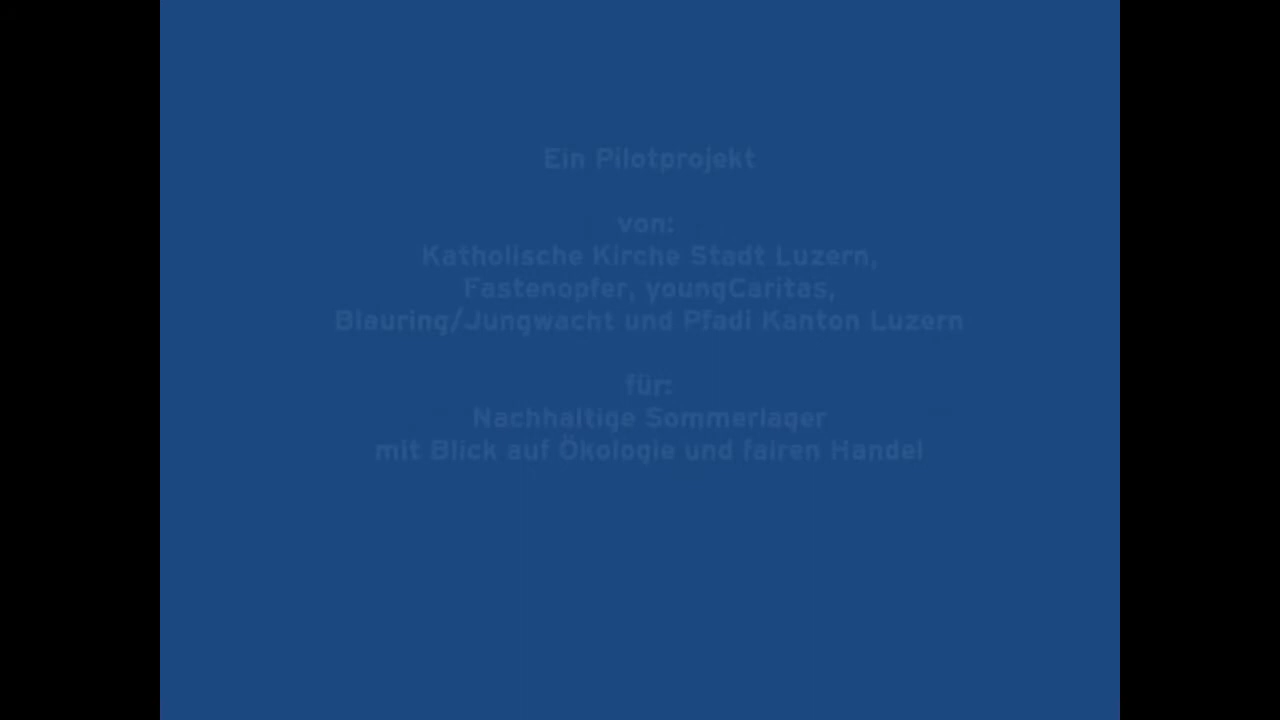 Ein Pilotprojekt
von:
Katholische Kirche Stadt Luzern,
Fastenopfer, youngCaritas,
Blauring/Jungwacht und Pfadi Kanton Luzern
für:
Nachhaltige Sommerlager
mit Blick auf Ökologie und fairen Handel